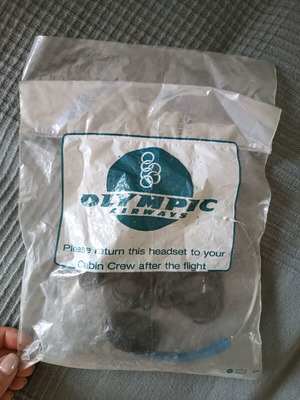 OLYMPIC
AIRWAYS
Please return this headset to your
Cabin Crew after the flight